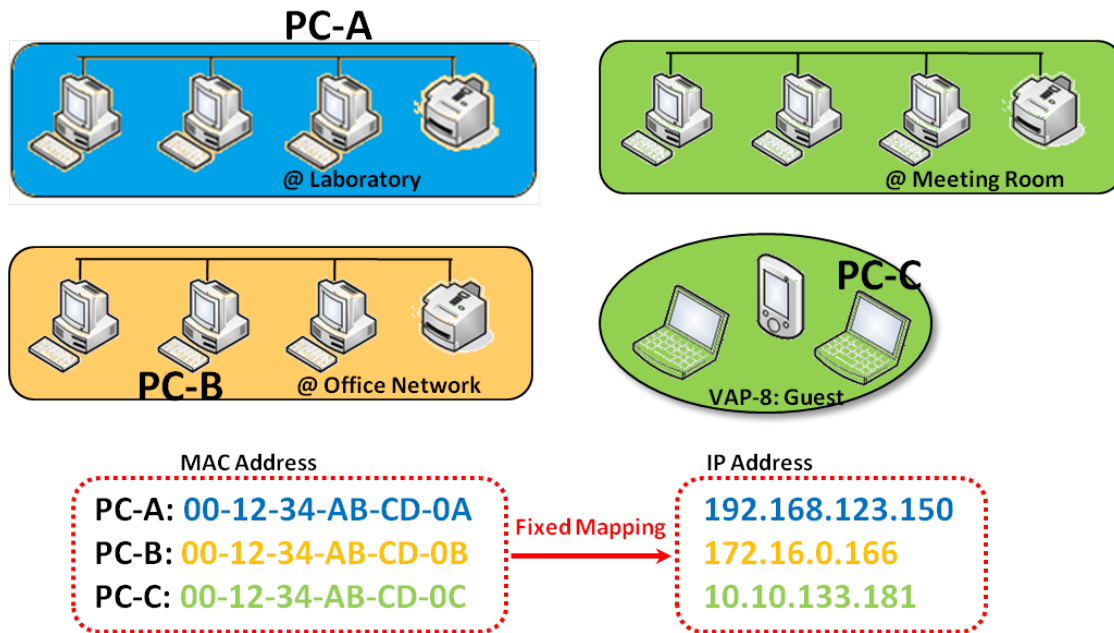 PC-A
@ Laboratory
@ Meeting Room
PC-B
@ Office Network
PC-C
VAP-8: Guest
MAC Address
IP Address
PC-A: 00-12-34-AB-CD-0A
PC-B: 00-12-34-AB-CD-0B
PC-C: 00-12-34-AB-CD-0C
Fixed Mapping
192.168.123.150
172.16.0.166
10.10.133.181